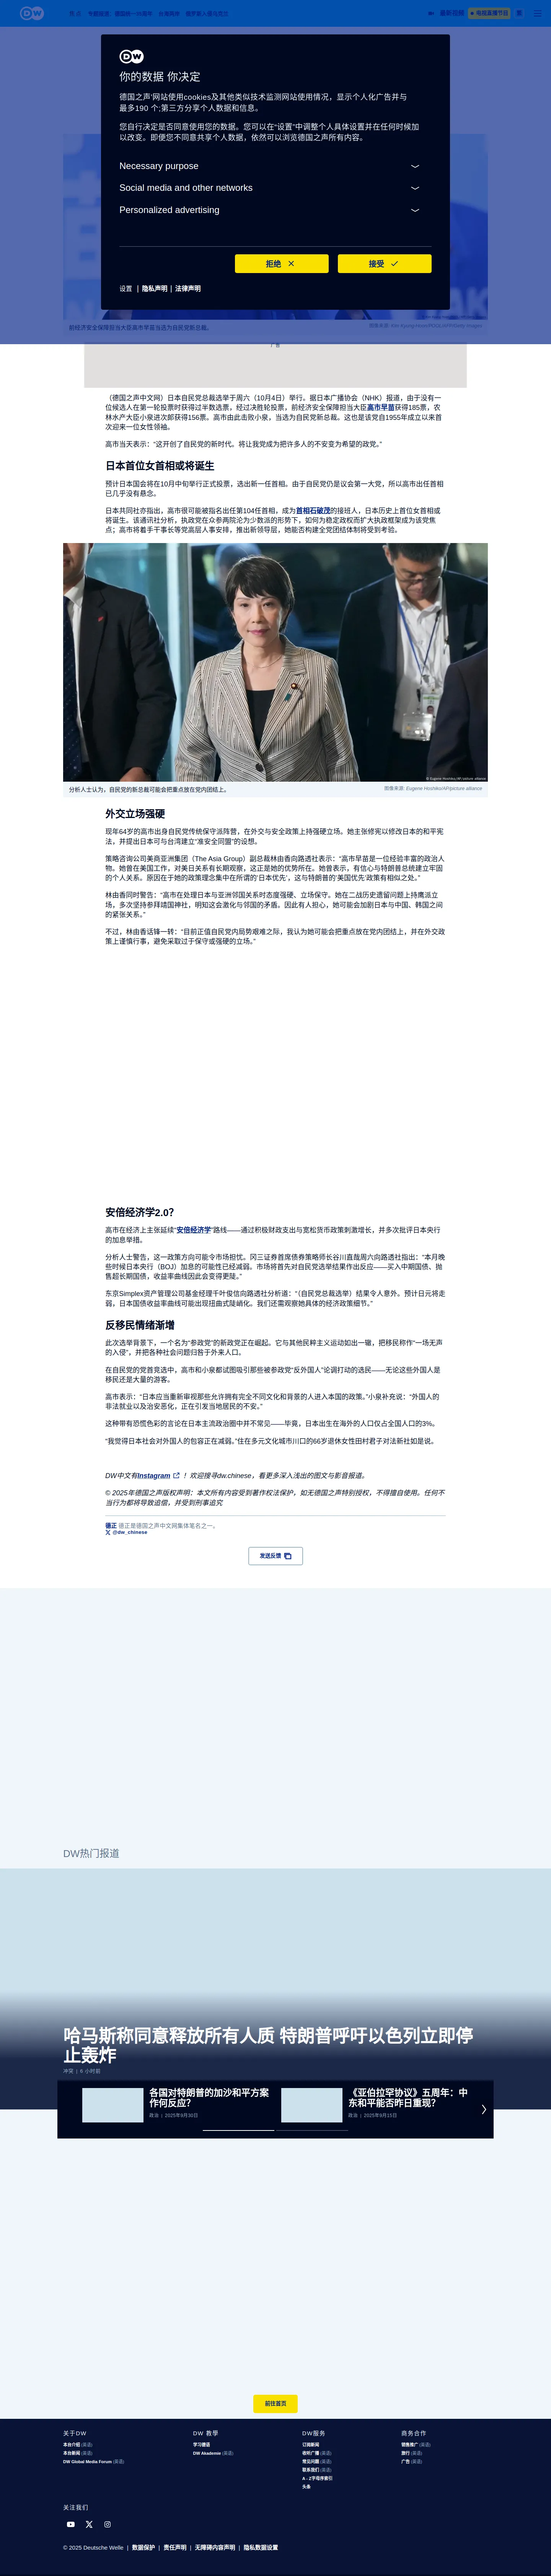 DW
你的数据 你决定
德国之声'网站使用cookies及其他类似技术监测网站使用情况，显示个人化广告并与
最多190 个;第三方分享个人数据和信息。
您自行决定是否同意使用您的数据。您可以在“设置”中调整个人具体设置并在任何时候加
以改变。即便您不同意共享个人数据，依然可以浏览德国之声所有内容。
Necessary purpose
Social media and other networks
Personalized advertising
拒绝
接受
设置 | 隐私声明 | 法律声明
前经济安全保障担当大臣高市早苗当选为自民党新总裁。
广告
（德国之声中文网）日本自民党总裁选举于周六（10月4日）举行。据日本广播协会（NHK）报道，由于没有一
位候选人在第一轮投票时获得过半数选票，经过决胜轮投票，前经济安全保障担当大臣高市早苗获得185票，农
林水产大臣小泉进次郎获得156票。高市由此击败小泉，当选为自民党新总裁。这也是该党自1955年成立以来首
次迎来一位女性领袖。
高市当天表示：“这开创了自民党的新时代。将让我党成为把许多人的不安变为希望的政党。”
日本首位女首相或将诞生
预计日本国会将在10月中旬举行正式投票，选出新一任首相。由于自民党仍是议会第一大党，所以高市出任首相
已几乎没有悬念。
日本共同社亦指出，高市很可能被指名出任第104任首相，成为首相石破茂的接班人，日本历史上首位女首相或
将诞生。该通讯社分析，执政党在众参两院沦为少数派的形势下，如何为稳定政权而扩大执政框架成为该党焦
点；高市将着手干事长等党高层人事安排，推出新领导层，她能否构建全党团结体制将受到考验。
© Eugene Hoshiko/AP/picture alliance
分析人士认为，自民党的新总裁可能会把重点放在党内团结上。
图像来源: Eugene Hoshiko/AP/picture alliance
外交立场强硬
现年64岁的高市出身自民党传统保守派阵营，在外交与安全政策上持强硬立场。她主张修宪以修改日本的和平宪
法，并提出日本可与台湾建立“准安全同盟”的设想。
策略咨询公司美商亚洲集团（The Asia Group）副总裁林由香向路透社表示：“高市早苗是一位经验丰富的政治人
物。她曾在美国工作，对美日关系有长期观察，这正是她的优势所在。她曾表示，有信心与特朗普总统建立牢固
的个人关系。原因在于她的政策理念集中在所谓的‘日本优先’，这与特朗普的‘美国优先’政策有相似之处。”
林由香同时警告：“高市在处理日本与亚洲邻国关系时态度强硬、立场保守。她在二战历史遗留问题上持鹰派立
场，多次坚持参拜靖国神社，明知这会激化与邻国的矛盾。因此有人担心，她可能会加剧日本与中国、韩国之间
的紧张关系。”
不过，林由香话锋一转：“目前正值自民党内局势艰难之际，我认为她可能会把重点放在党内团结上，并在外交政
策上谨慎行事，避免采取过于保守或强硬的立场。”
安倍经济学2.0？
高市在经济上主张延续“安倍经济学”路线——通过积极财政支出与宽松货币政策刺激增长，并多次批评日本央行
的加息举措。
分析人士警告，这一政策方向可能令市场担忧。冈三证券首席债券策略师长谷川直哉周六向路透社指出：“本月晚
些时候日本央行（BOJ）加息的可能性已经减弱。市场将首先对自民党选举结果作出反应——买入中期国债、抛
售超长期国债，收益率曲线因此会变得更陡。”
东京Simplex资产管理公司基金经理千叶俊信向路透社分析道：“（自民党总裁选举）结果令人意外。预计日元将走
弱，日本国债收益率曲线可能出现扭曲式陡峭化。我们还需观察她具体的经济政策细节。”
反移民情绪渐增
此次选举背景下，一个名为“参政党”的新政党正在崛起。它与其他民粹主义运动如出一辙，把移民称作“一场无声
的入侵”，并把各种社会问题归咎于外来人口。
在自民党的党首竞选中，高市和小泉都试图吸引那些被参政党“反外国人”论调打动的选民——无论这些外国人是
移民还是大量的游客。
高市表示：“日本应当重新审视那些允许拥有完全不同文化和背景的人进入本国的政策。”小泉补充说：“外国人的
非法就业以及治安恶化，正在引发当地居民的不安。”
这种带有恐慌色彩的言论在日本主流政治圈中并不常见——毕竟，日本出生在海外的人口仅占全国人口的3%。
“我觉得日本社会对外国人的包容正在减弱。”住在多元文化城市川口的66岁退休女性田村君子对法新社如是说。
DW中文有Instagram ！欢迎搜寻dw.chinese，看更多深入浅出的图文与影音报道。
© 2025年德国之声版权声明：本文所有内容受到著作权法保护，如无德国之声特别授权，不得擅自使用。任何不
当行为都将导致追偿，并受到刑事追究
德正 德正是德国之声中文网集体笔名之一。
@dw_chinese
发送反馈
DW热门报道
哈马斯称同意释放所有人质 特朗普呼吁以色列立即停
止轰炸
冲突 | 6 小时前
各国对特朗普的加沙和平方案
作何反应？
政治 | 2025年9月30日
《亚伯拉罕协议》五周年：中
东和平能否昨日重现？
政治 | 2025年9月15日
前往首页
关于DW
本台介绍 (英语)
本台新闻 (英语)
DW Global Media Forum (英语)
DW 教學
学习德语
DW Akademie (英语)
DW服务
订阅新闻
收听广播 (英语)
常见问题 (英语)
联系我们 (英语)
A - Z字母序索引
头条
商务合作
销售推广 (英语)
旅行 (英语)
广告 (英语)
关注我们
© 2025 Deutsche Welle | 数据保护 | 责任声明 | 无障碍内容声明 | 隐私数据设置